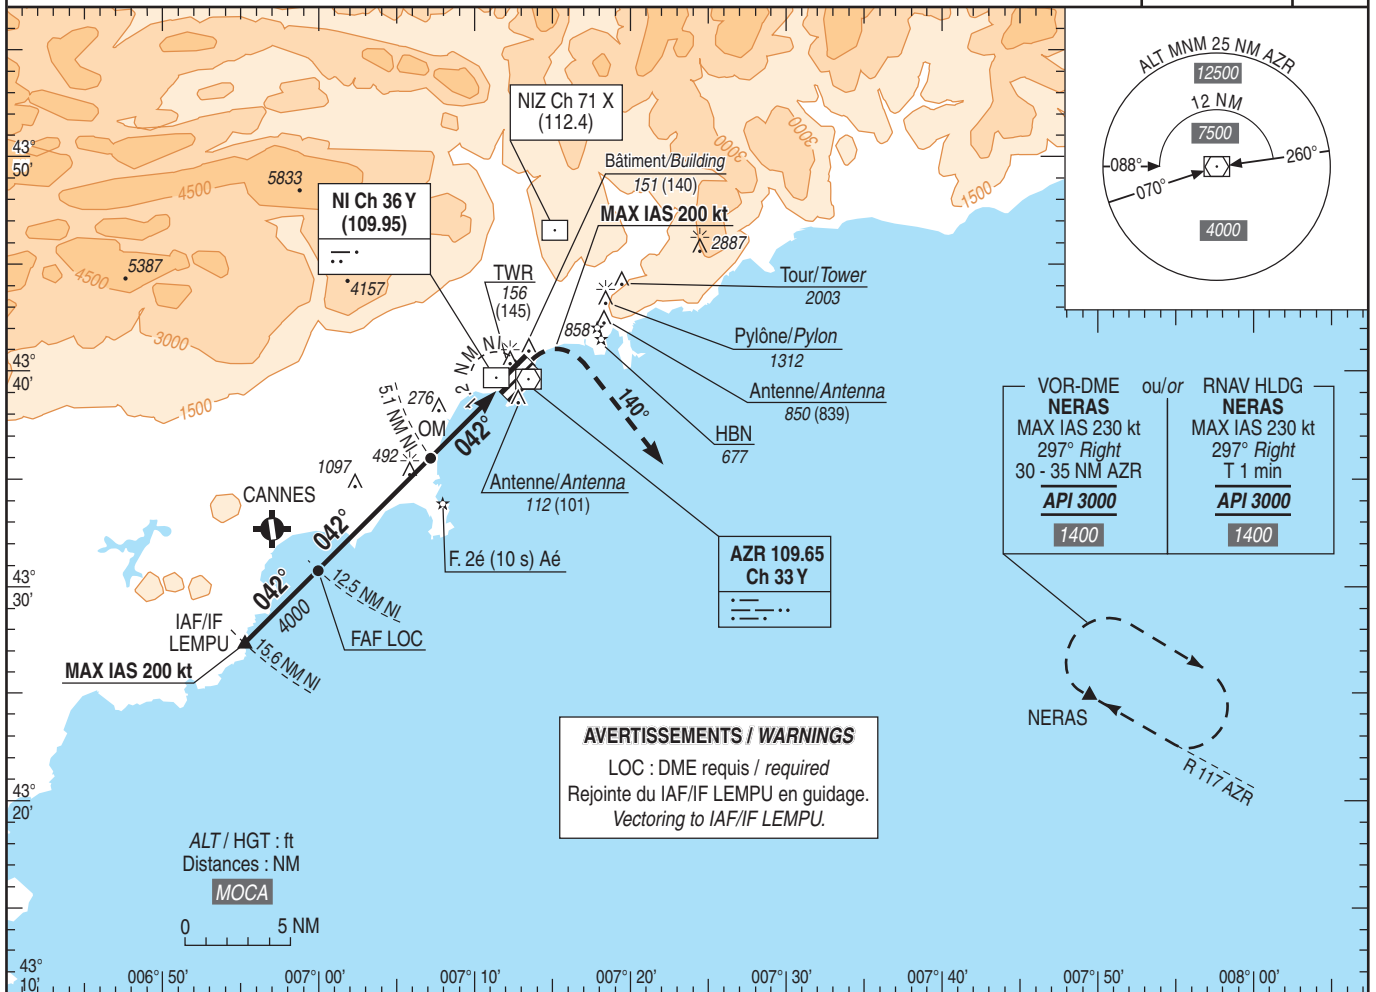 ALT MNM 25 NM AZR
12500
12 NM
7500
088°
260°
070°
4000
NIZ Ch 71 X
(112.4)
3000
3000
1500
Bâtiment/Building
151 (140)
MAX IAS 200 kt
43°
50'
5833
4500
NI Ch 36 Y
(109.95)
2887
5387
4500
4157
TWR
156
(145)
Tour/Tower
2003
858
Pylône/Pylon
1312
3000
43°
40'
1.2 NM NI
5.1 NM NI
1500
276
OM
042°
140°
Antenne/Antenna
850 (839)
HBN
677
VOR-DME ou/or RNAV HLDG
NERAS
MAX IAS 230 kt
297° Right
30 - 35 NM AZR
API 3000
1400
NERAS
MAX IAS 230 kt
297° Right
T 1 min
API 3000
1400
492
1097
CANNES
Antenne/Antenna
112 (101)
042°
F. 2é (10 s) Aé
AZR 109.65
Ch 33 Y
43°
30'
042°
4000
12.5 NM NI
IAF/IF
LEMPU
FAF LOC
15.6 NM NI
MAX IAS 200 kt
NERAS
R 117 AZR
AVERTISSEMENTS / WARNINGS
LOC : DME requis / required
Rejointe du IAF/IF LEMPU en guidage.
Vectoring to IAF/IF LEMPU.
43°
20'
ALT / HGT : ft
Distances : NM
MOCA
0 5 NM
43°
10'
006° 50' 007° 00' 007° 10' 007° 20' 007° 30' 007° 40' 007° 50' 008° 00'